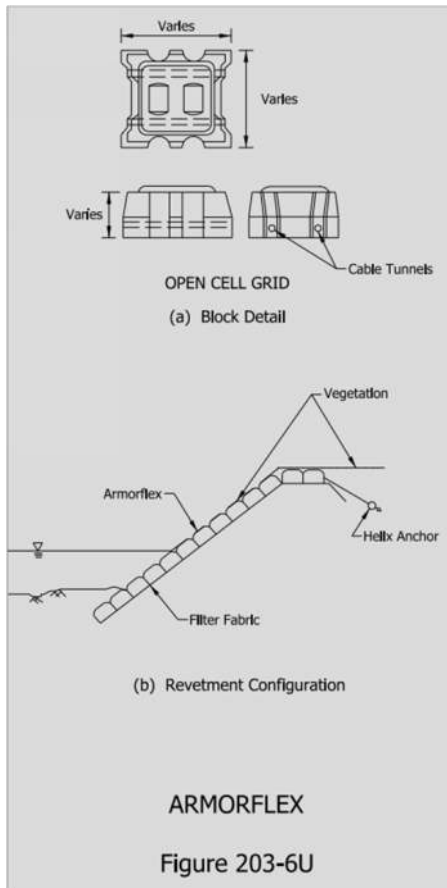 Varies
Varies
Varies
Cable Tunnels
OPEN CELL GRID
(a) Block Detail
Vegetation
Armorflex
Helix Anchor
Filter Fabric
(b) Revetment Configuration
ARMORFLEX
Figure 203-6U